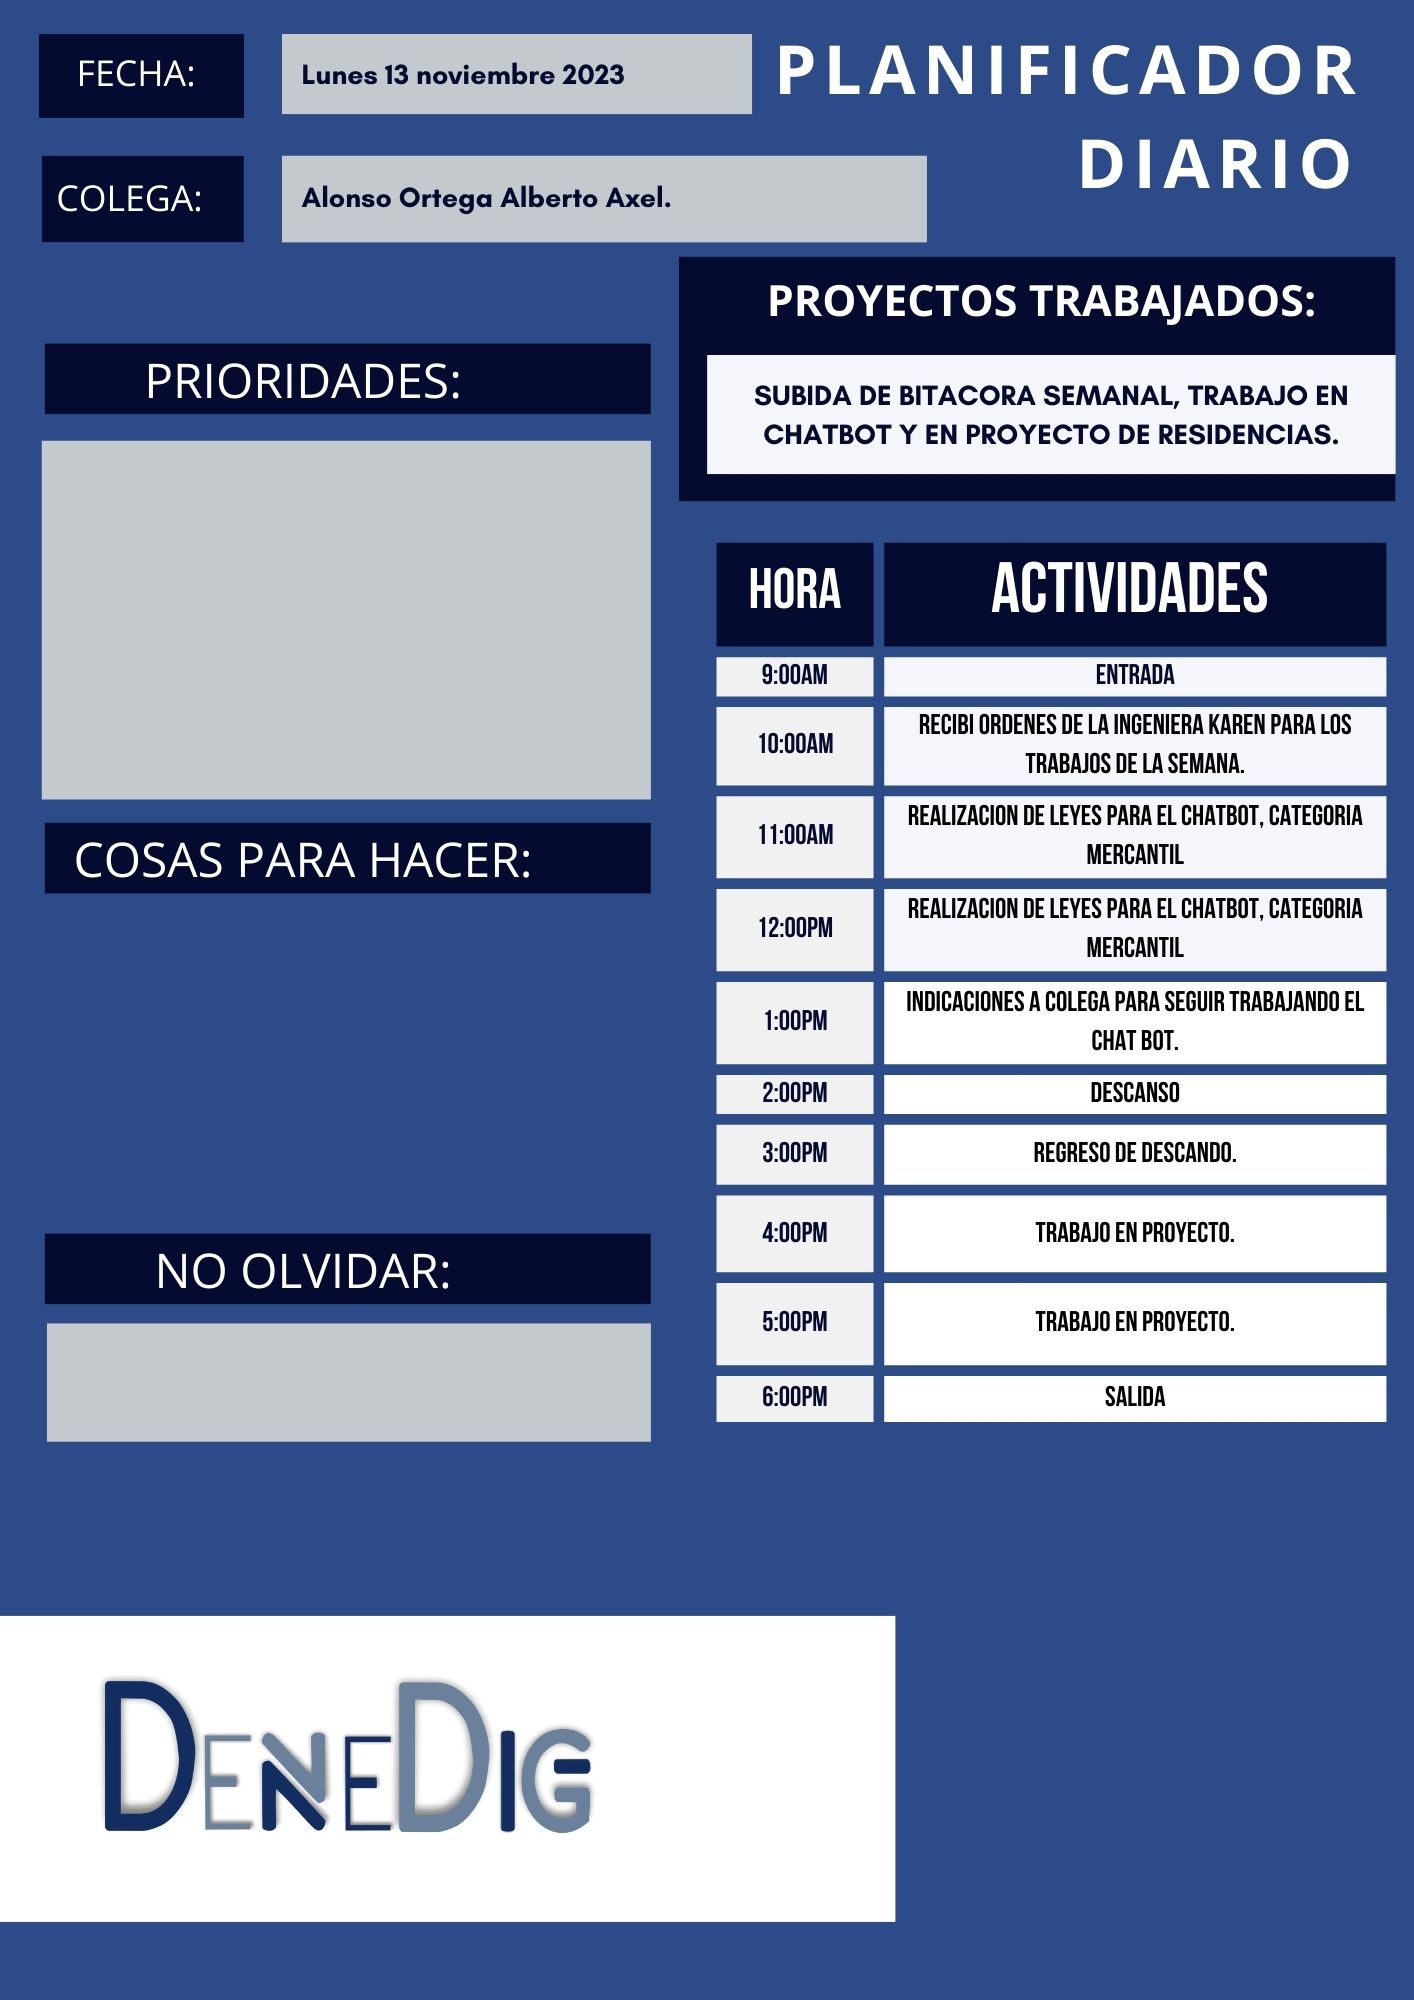 FECHA:
Lunes 13 noviembre 2023
PLANIFICADOR
DIARIO
COLEGA:
Alonso Ortega Alberto Axel.
PROYECTOS TRABAJADOS:
SUBIDA DE BITACORA SEMANAL, TRABAJO EN
CHATBOT Y EN PROYECTO DE RESIDENCIAS.
PRIORIDADES:
COSAS PARA HACER:
NO OLVIDAR:
HORA ACTIVIDADES
9:00AM ENTRADA
10:00AM RECIBI ORDENES DE LA INGENIERA KAREN PARA LOS
TRABAJOS DE LA SEMANA.
11:00AM REALIZACION DE LEYES PARA EL CHATBOT, CATEGORIA
MERCANTIL
12:00PM REALIZACION DE LEYES PARA EL CHATBOT, CATEGORIA
MERCANTIL
1:00PM INDICACIONES A COLEGA PARA SEGUIR TRABAJANDO EL
CHAT BOT.
2:00PM DESCANSO
3:00PM REGRESO DE DESCANDO.
4:00PM TRABAJO EN PROYECTO.
5:00PM TRABAJO EN PROYECTO.
6:00PM SALIDA
DENEDIG